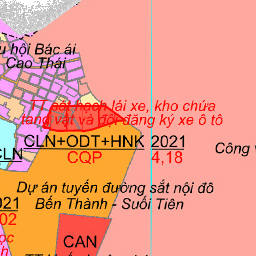 hội Bác ái
Cao Thái
TT sát hạch lái xe, kho chứa
tang vật và đội đăng ký xe ô tô
CLN+ODT+HNK 2021
CQP 4,18
CLN
Công
Dự án tuyến đường sắt nội đô
Bến Thành - Suối Tiên
2021
02
CAN